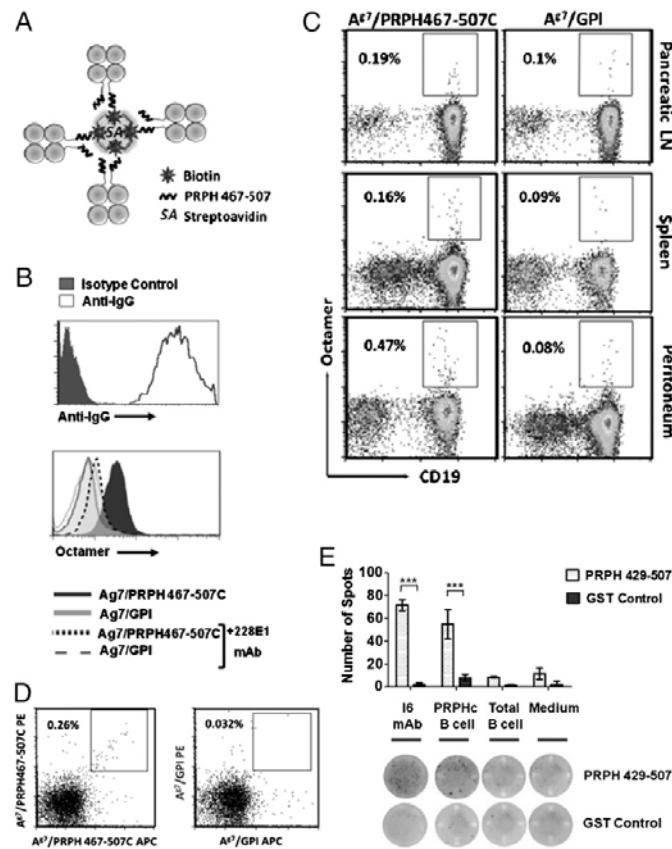 A
SA
Biotin
PRPH 467-507
SA Streptoavidin
B
Isotype Control
Anti-IgG
Anti-IgG
Octamer
Ag7/PRPH467-507C
Ag7/GPI
Ag7/PRPH467-507C
Ag7/GPI
+228E1
mAb
C
Ag7/PRPH467-507C
Ag7/GPI
0.19%
0.1%
Pancreatic LN
0.16%
0.09%
Spleen
0.47%
0.08%
Peritoneum
Octamer
CD19
D
0.26%
Ag7/PRPH467-507C PE
Ag7/PRPH 467-507C APC
0.032%
Ag7/GPI PE
Ag7/GPI APC
E
PRPH 429-507
GST Control
Number of Spots
100
80
60
40
20
0
***
***
I6
mAb
PRPHc
B cell
Total
B cell
Medium
PRPH 429-507
GST Control